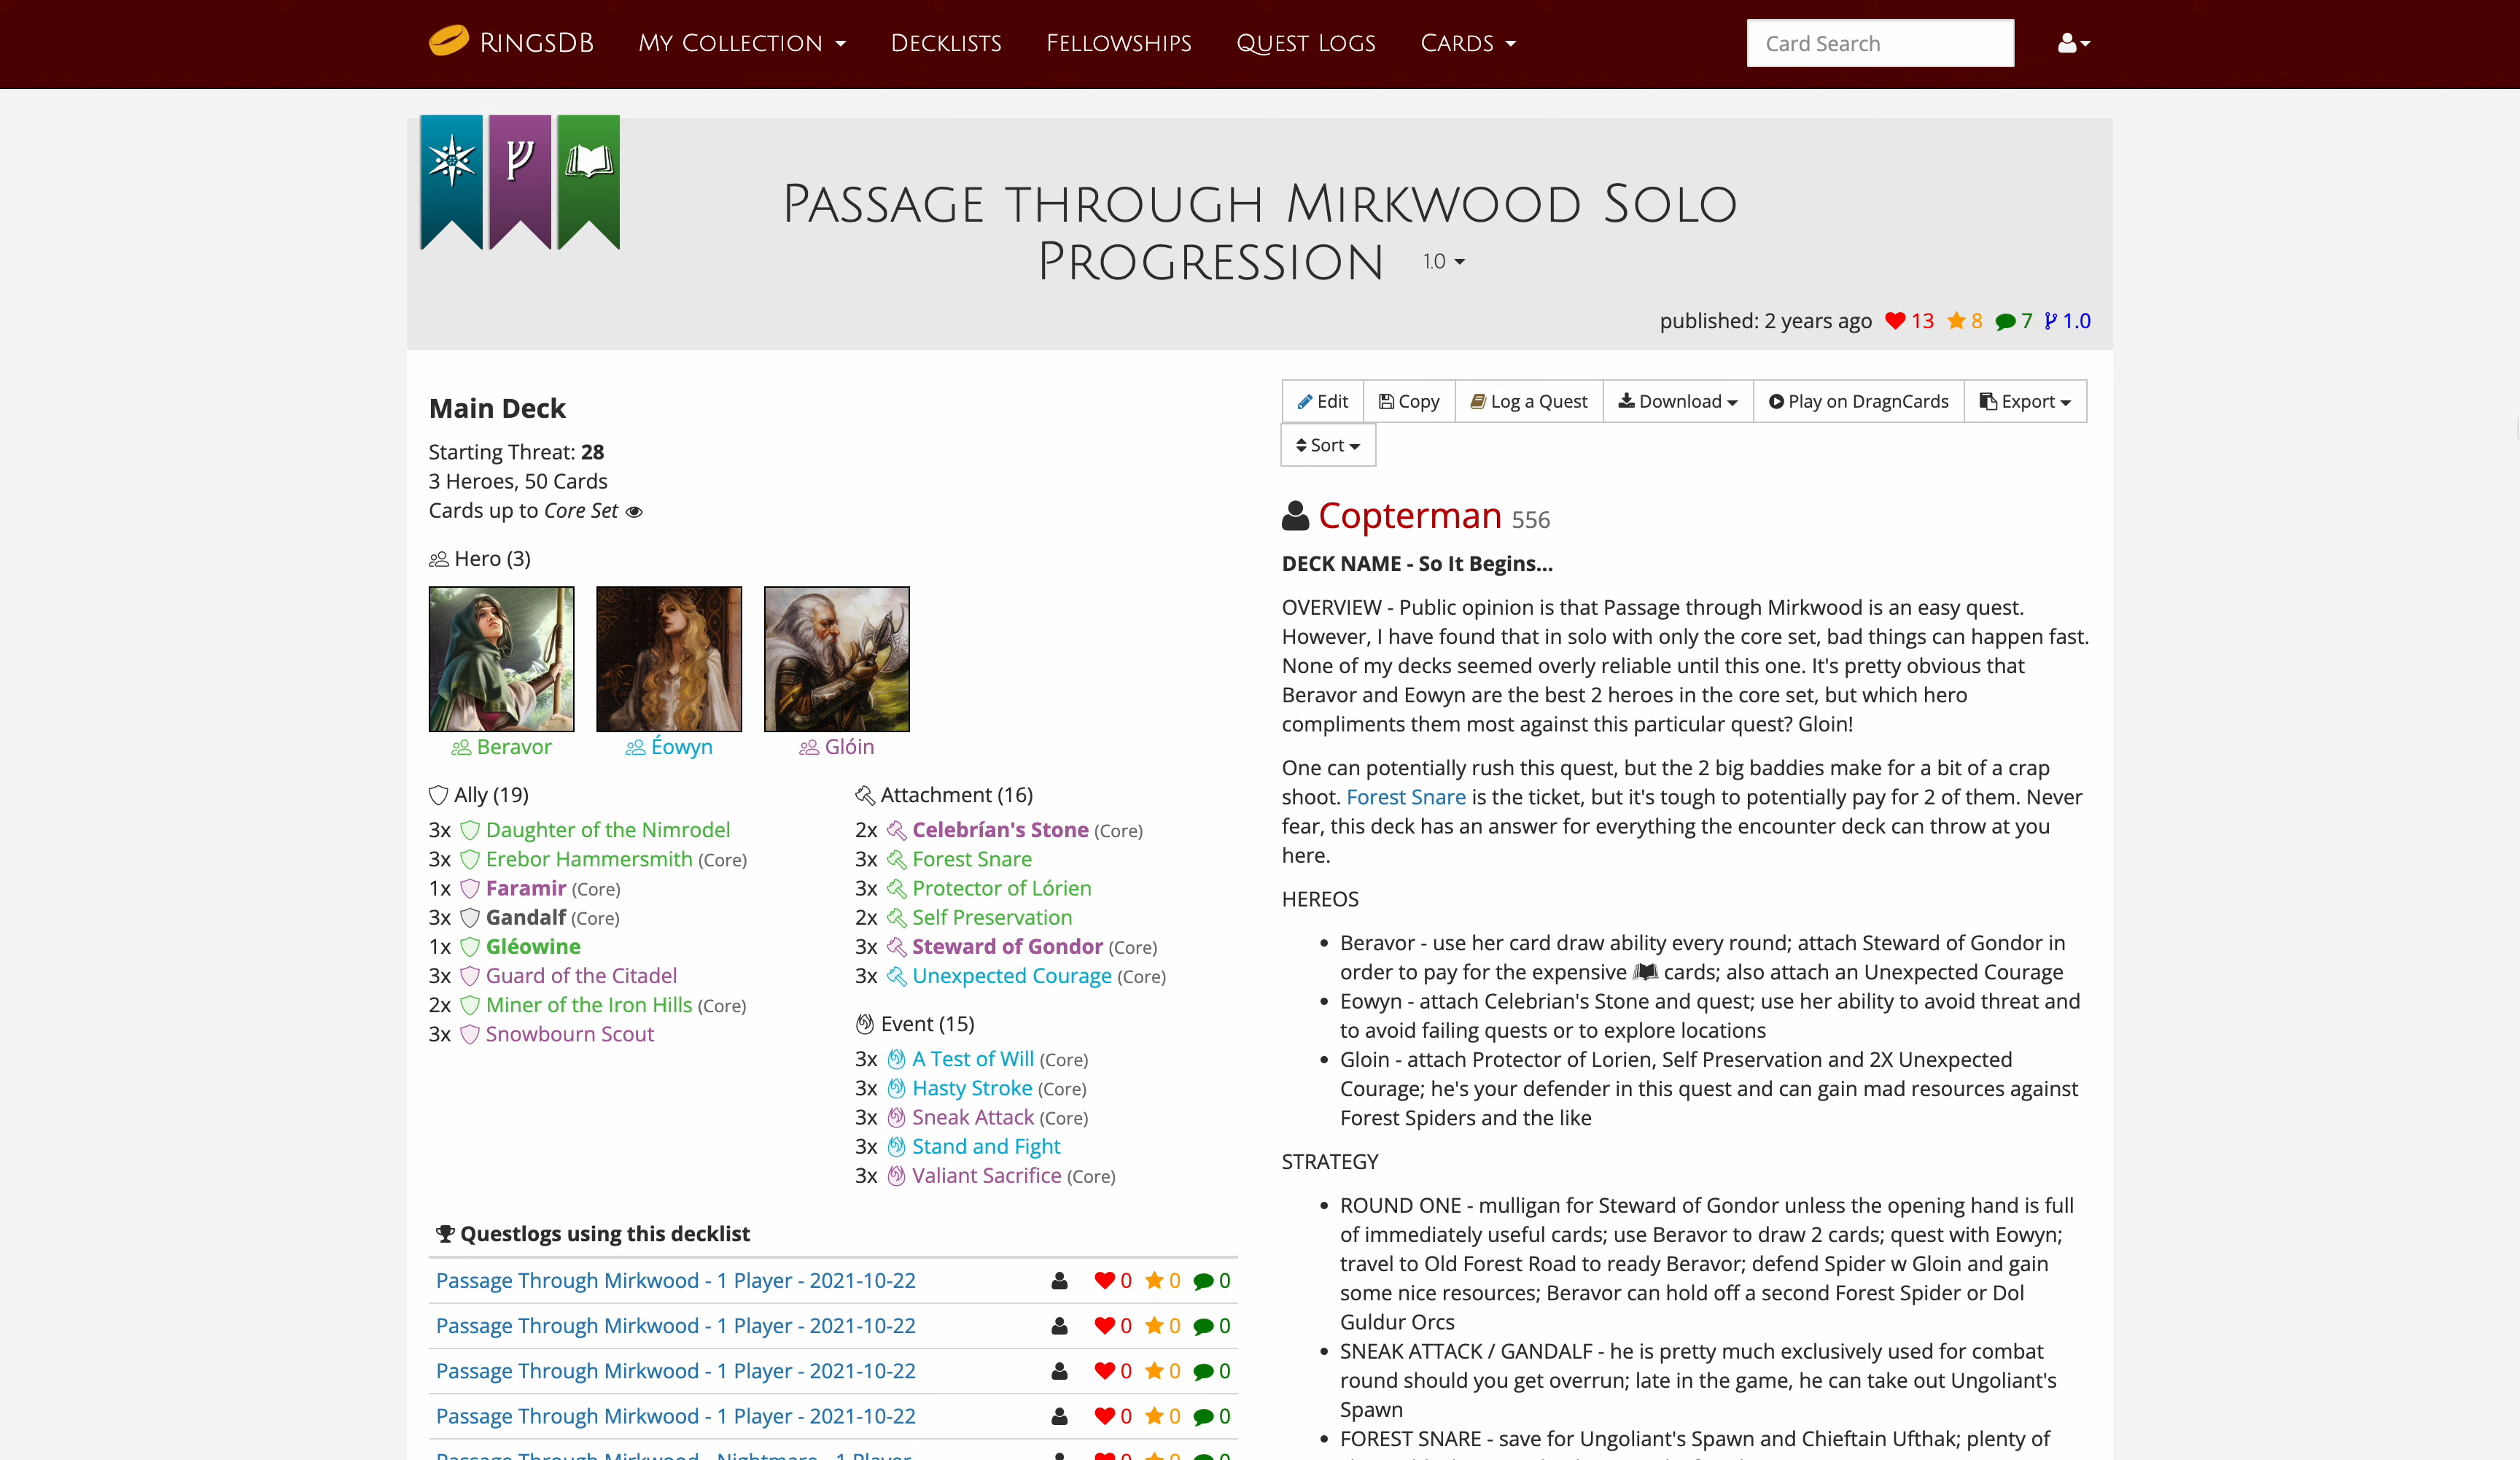 RingsDB My Collection Decklists Fellowships Quest Logs Cards Card Search
Passage through Mirkwood Solo
Progression 1.0
published: 2 years ago 13 8 7 1.0
Main Deck
Starting Threat: 28
3 Heroes, 50 Cards
Cards up to Core Set
Hero (3)
Beravor Éowyn Glóin
Ally (19)
3x Daughter of the Nimrodel
3x Erebor Hammersmith (Core)
1x Faramir (Core)
3x Gandalf (Core)
1x Gléowine
3x Guard of the Citadel
2x Miner of the Iron Hills (Core)
3x Snowbourn Scout
Attachment (16)
2x Celebrían's Stone (Core)
3x Forest Snare
3x Protector of Lórien
2x Self Preservation
3x Steward of Gondor (Core)
3x Unexpected Courage (Core)
Event (15)
3x A Test of Will (Core)
3x Hasty Stroke (Core)
3x Sneak Attack (Core)
3x Stand and Fight
3x Valiant Sacrifice (Core)
Questlogs using this decklist
Passage Through Mirkwood - 1 Player - 2021-10-22 0 0 0
Passage Through Mirkwood - 1 Player - 2021-10-22 0 0 0
Passage Through Mirkwood - 1 Player - 2021-10-22 0 0 0
Passage Through Mirkwood - 1 Player - 2021-10-22 0 0 0
Passage Through Mirkwood - Nightmare - 1 Player 0 0 0
Edit Copy Log a Quest Download Play on DragnCards Export
Sort
Copterman 556
DECK NAME - So It Begins...
OVERVIEW - Public opinion is that Passage through Mirkwood is an easy quest.
However, I have found that in solo with only the core set, bad things can happen fast.
None of my decks seemed overly reliable until this one. It's pretty obvious that
Beravor and Eowyn are the best 2 heroes in the core set, but which hero
compliments them most against this particular quest? Gloin!
One can potentially rush this quest, but the 2 big baddies make for a bit of a crap
shoot. Forest Snare is the ticket, but it's tough to potentially pay for 2 of them. Never
fear, this deck has an answer for everything the encounter deck can throw at you
here.
HEREOS
Beravor - use her card draw ability every round; attach Steward of Gondor in
order to pay for the expensive cards; also attach an Unexpected Courage
Eowyn - attach Celebrian's Stone and quest; use her ability to avoid threat and
to avoid failing quests or to explore locations
Gloin - attach Protector of Lorien, Self Preservation and 2X Unexpected
Courage; he's your defender in this quest and can gain mad resources against
Forest Spiders and the like
STRATEGY
ROUND ONE - mulligan for Steward of Gondor unless the opening hand is full
of immediately useful cards; use Beravor to draw 2 cards; quest with Eowyn;
travel to Old Forest Road to ready Beravor; defend Spider w Gloin and gain
some nice resources; Beravor can hold off a second Forest Spider or Dol
Guldur Orcs
SNEAK ATTACK / GANDALF - he is pretty much exclusively used for combat
round should you get overrun; late in the game, he can take out Ungoliant's
Spawn
FOREST SNARE - save for Ungoliant's Spawn and Chieftain Ufthak; plenty of